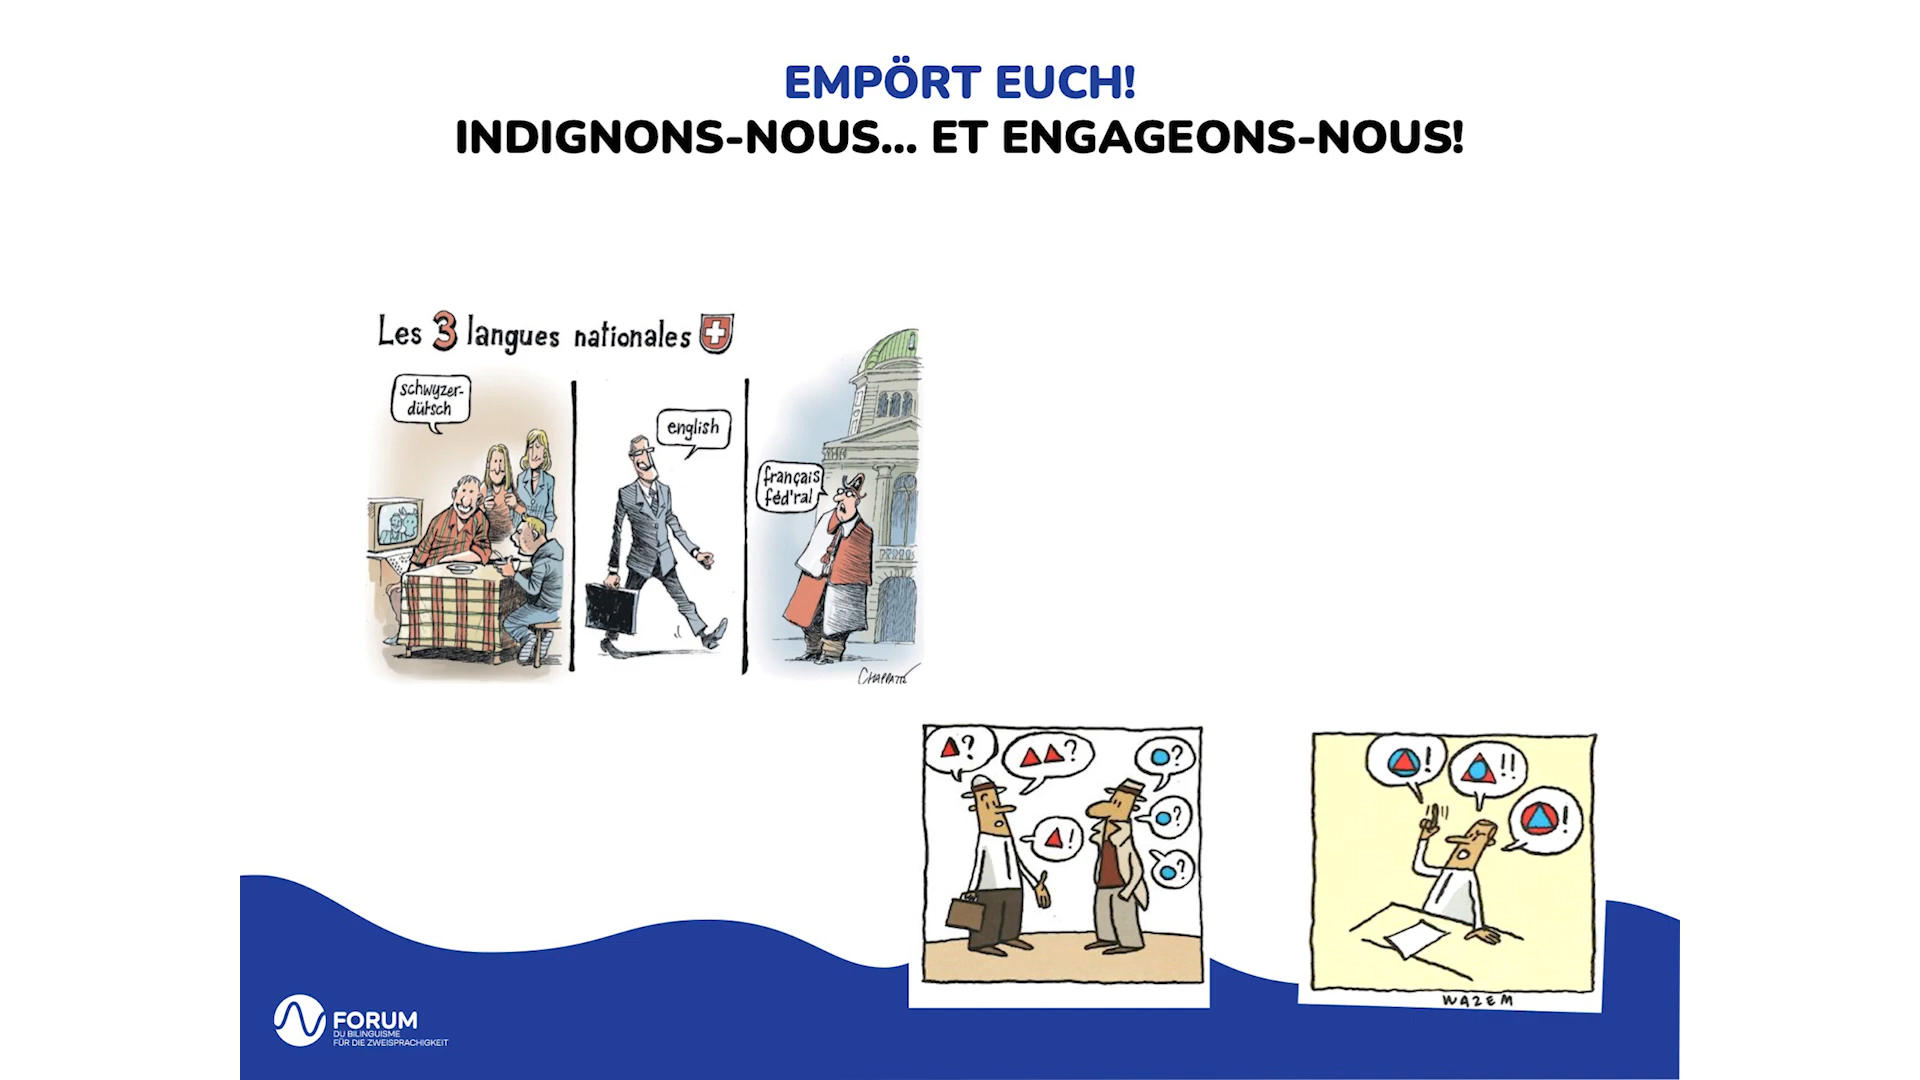 EMPÖRT EUCH!
INDIGNONS-NOUS... ET ENGAGEONS-NOUS!
Les 3 langues nationales
schwyzer-
dütsch
english
français
féd'ral
Chappatte
?
?
?
!
?
?
!
!!
!
WAZEM
FORUM
DU BILINGUISME
FÜR DIE ZWEISPRACHIGKEIT